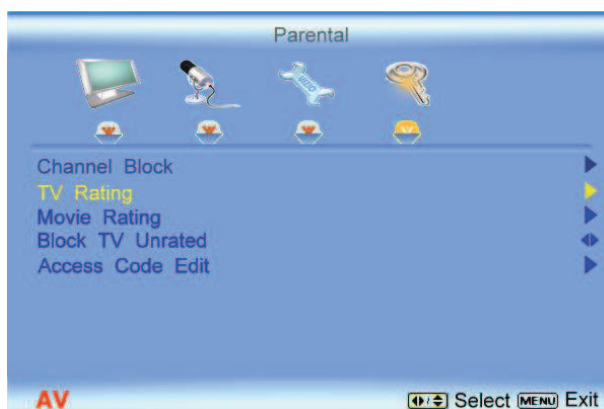 Parental
Channel Block
TV Rating
Movie Rating
Block TV Unrated
Access Code Edit
AV Select MENU Exit